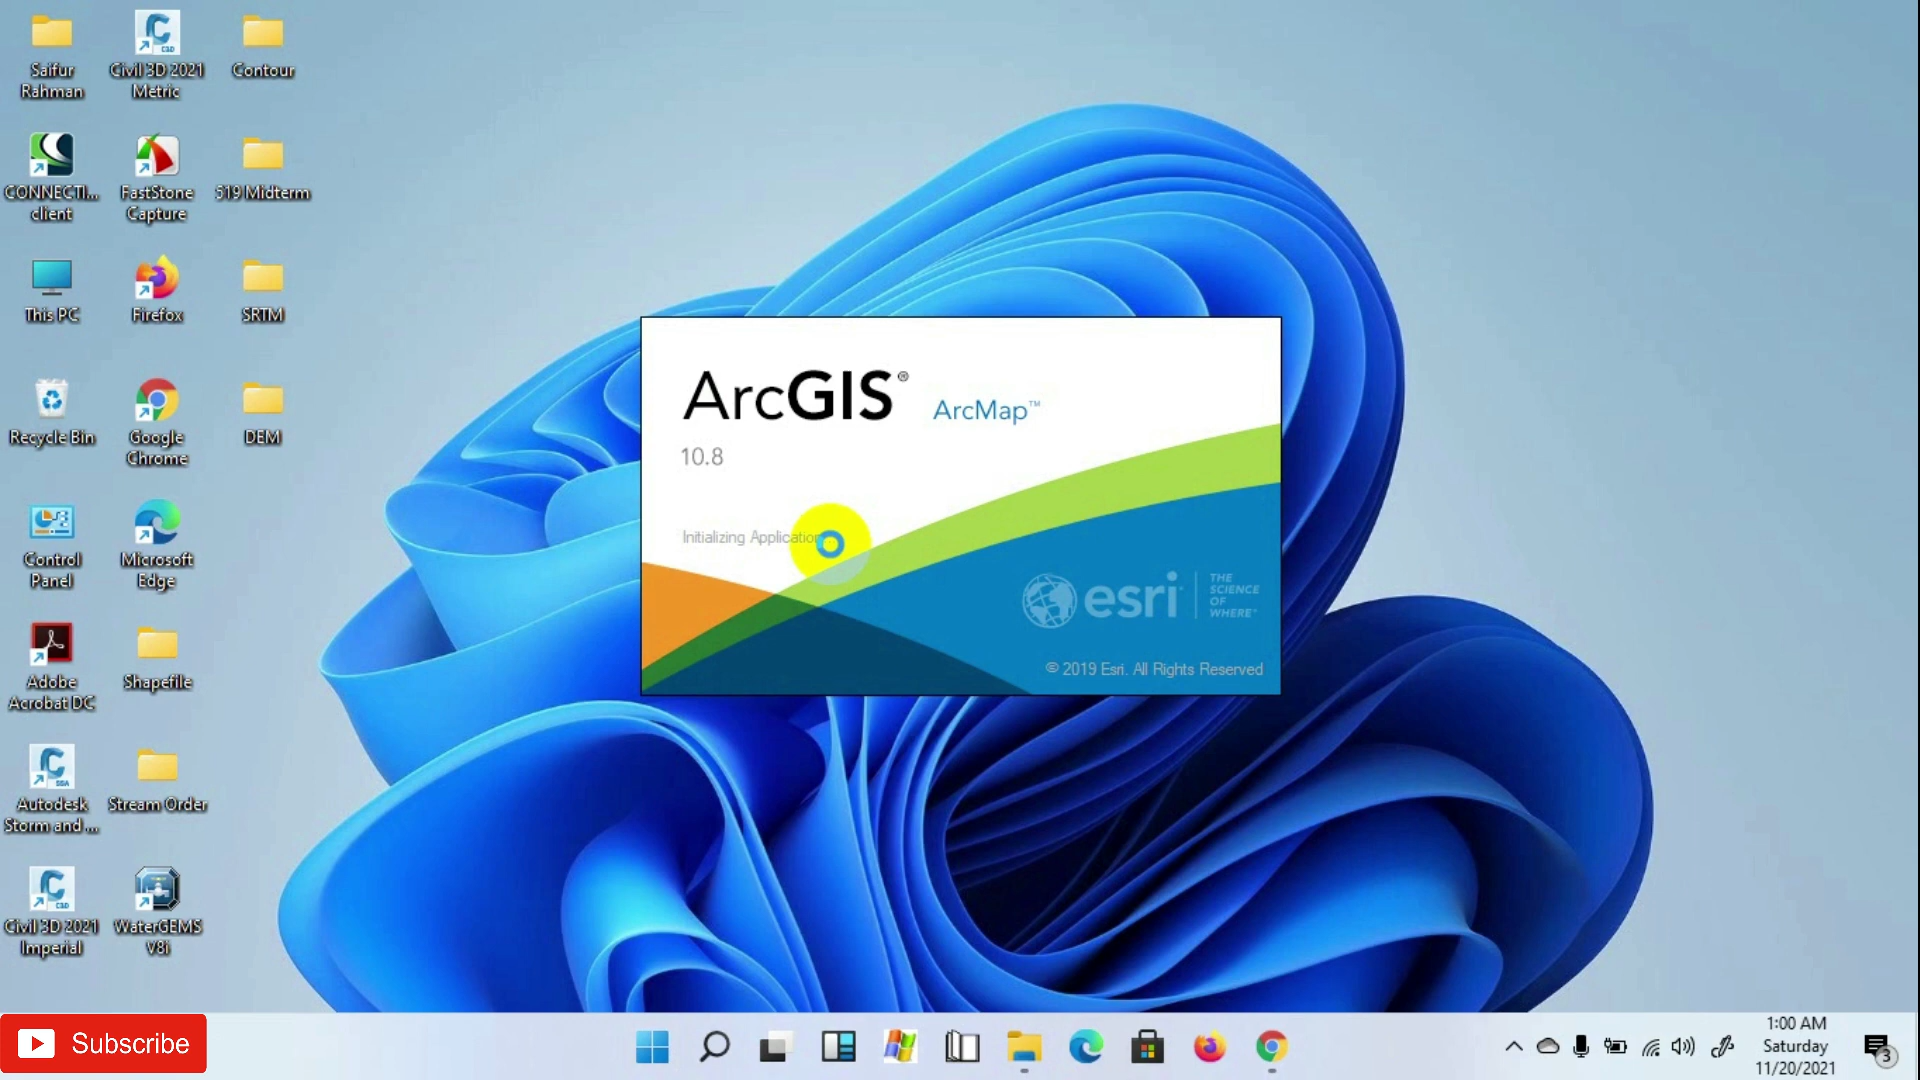 Saifur
Rahman
Civil 3D 2021
Metric
Contour
CONNECTI...
client
FastStone
Capture
519 Midterm
This PC
Firefox
SRTM
Recycle Bin
Google
Chrome
DEM
Control
Panel
Microsoft
Edge
Adobe
Acrobat DC
Shapefile
Autodesk
Storm and ...
Stream Order
Civil 3D 2021
Imperial
WaterGEMS
V8i
ArcGIS® ArcMap™
10.8
Initializing Application
esri
THE
SCIENCE
OF
WHERE™
© 2019 Esri. All Rights Reserved
Subscribe
1:00 AM
Saturday
11/20/2021
3